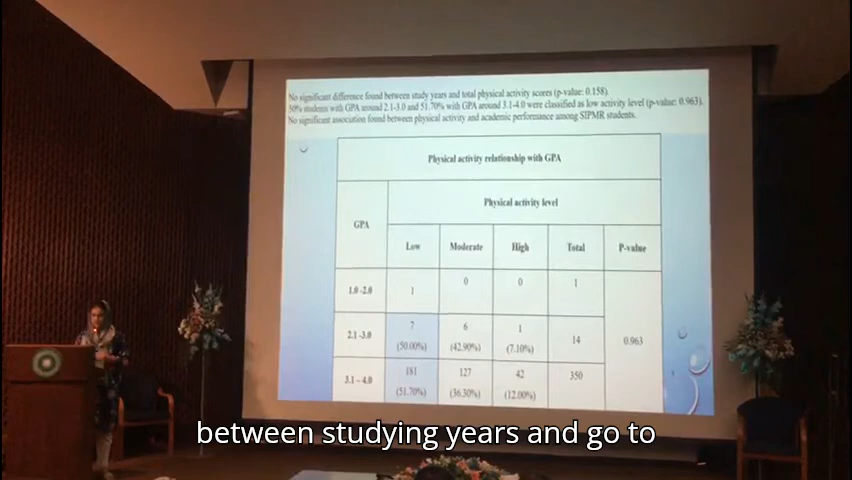 No significant difference found between study years and total physical activity scores (p-value: 0.158).
50% students with GPA around 2.1-3.0 and 51.70% with GPA around 3.1-4.0 were classified as low activity level (p-value: 0.963).
No significant association found between physical activity and academic performance among SIPMR students.
Physical activity relationship with GPA
GPA
Physical activity level
Low Moderate High Total P-value
1.0 -2.0 1 0 0 1
2.1 -3.0 7 6 1 14 0.963
(50.00%) (42.90%) (7.10%)
3.1 – 4.0 181 127 42 350
(51.70%) (36.30%) (12.00%)
between studying years and go to